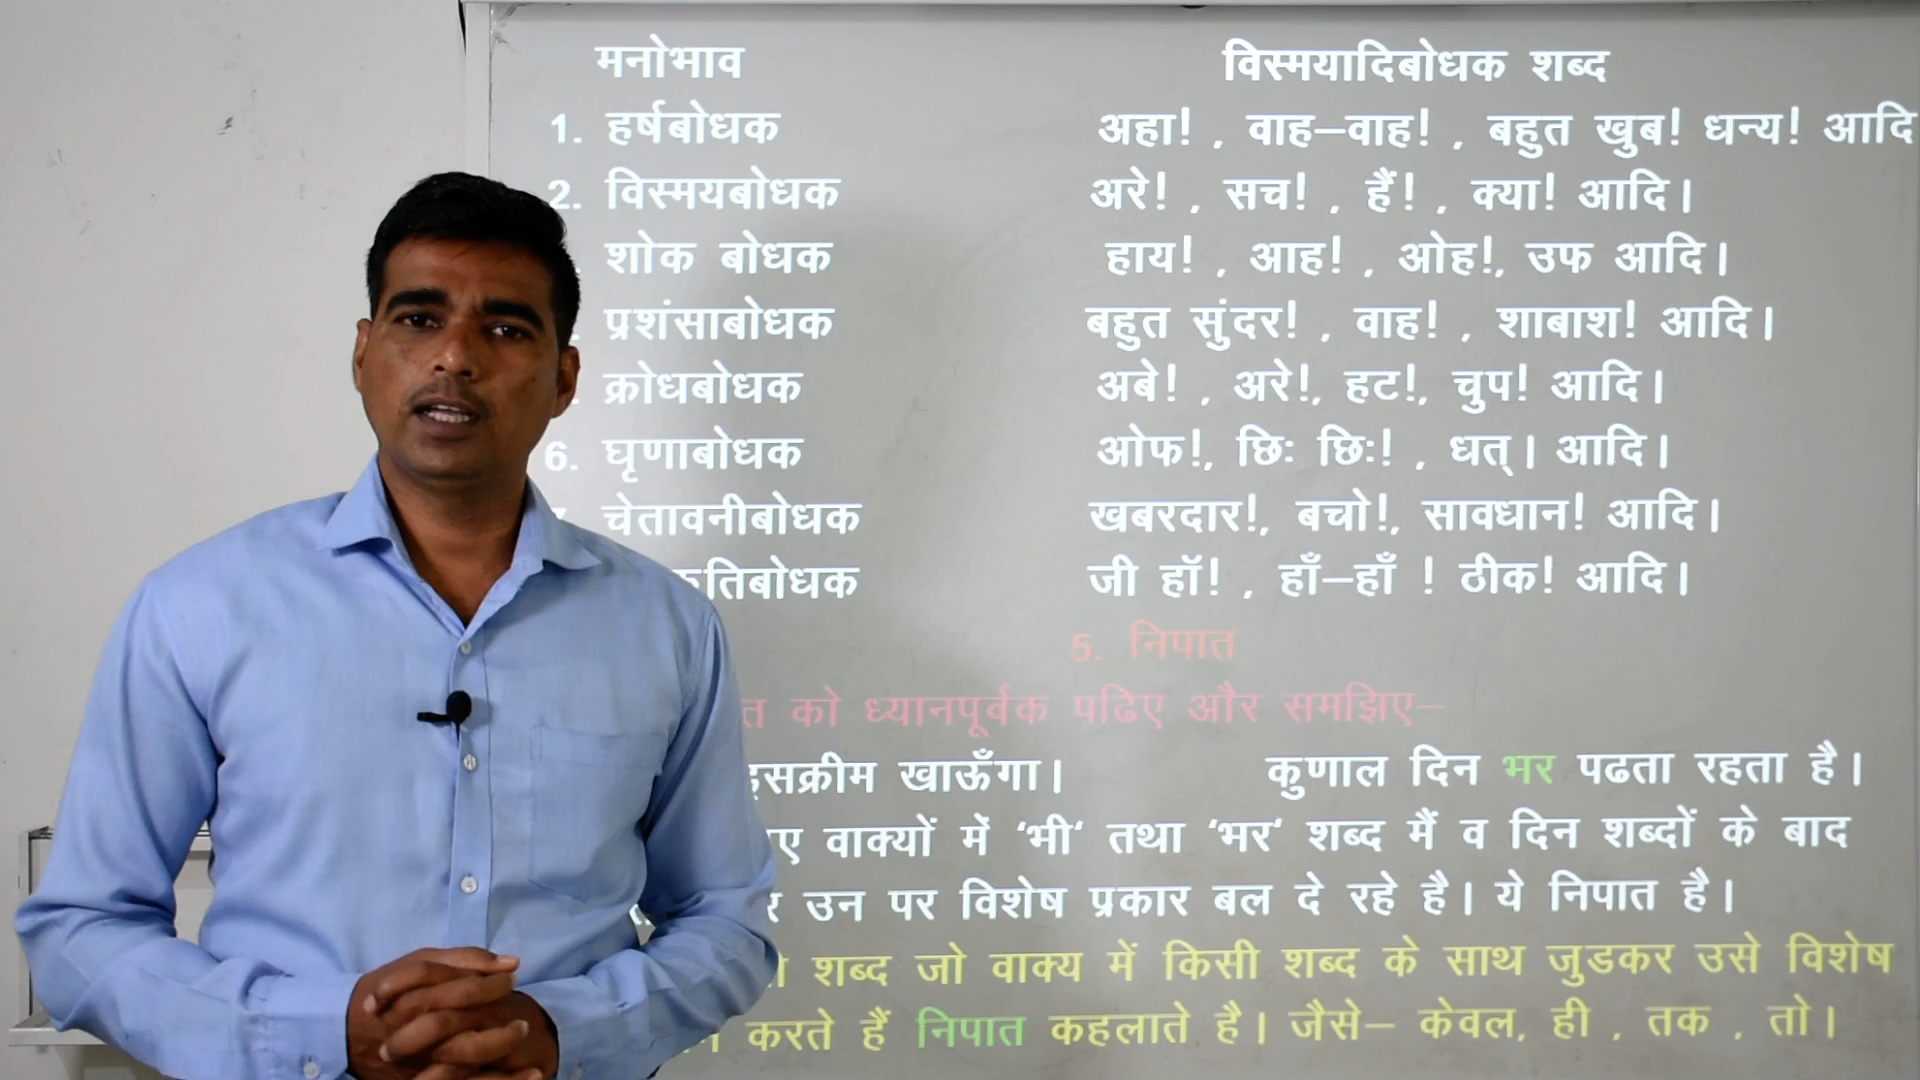 मनोभाव विस्मयादिबोधक शब्द
1. हर्षबोधक अहा! , वाह–वाह! , बहुत खुब! धन्य! आदि
2. विस्मयबोधक अरे! , सच! , हैं! , क्या! आदि।
शोक बोधक हाय! , आह! , ओह!, उफ आदि।
प्रशंसाबोधक बहुत सुंदर! , वाह! , शाबाश! आदि।
क्रोधबोधक अबे! , अरे!, हट!, चुप! आदि।
6. घृणाबोधक ओफ!, छिः छिः! , धत्। आदि।
चेतावनीबोधक खबरदार!, बचो!, सावधान! आदि।
जी हॉ! , हाँ–हाँ ! ठीक! आदि।
5. निपात
को ध्यानपूर्वक पढिए और समझिए–
खाऊँगा। कुणाल दिन भर पढता रहता है।
वाक्यों में ‘भी‘ तथा ‘भर‘ शब्द मैं व दिन शब्दों के बाद
उन पर विशेष प्रकार बल दे रहे है। ये निपात है।
शब्द जो वाक्य में किसी शब्द के साथ जुडकर उसे विशेष
करते हैं निपात कहलाते है। जैसे– केवल, ही , तक , तो।